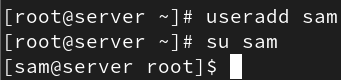 [root@server ~]# useradd sam
[root@server ~]# su sam
[sam@server root]$